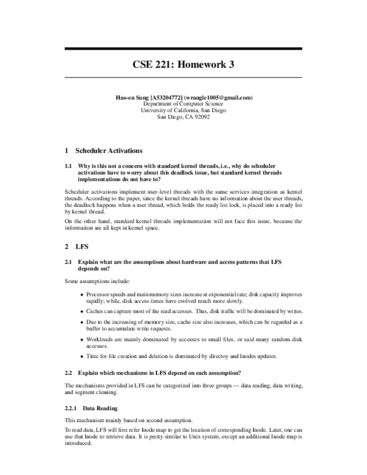 CSE 221: Homework 3
Hao-en Sung [A53204772] (wrangle1005@gmail.com)
Department of Computer Science
University of California, San Diego
San Diego, CA 92092
1 Scheduler Activations
1.1 Why is this not a concern with standard kernel threads, i.e., why do scheduler
activations have to worry about this deadlock issue, but standard kernel threads
implementations do not have to?
Scheduler activations implement user-level threads with the same services integration as kernel
threads. According to the paper, since the kernel threads have no information about the user threads,
the deadlock happens when a user thread, which holds the ready list lock, is placed into a ready list
by kernel thread.
On the other hand, standard kernel threads implementation will not face this issue, because the
information are all kept in kernel space.
2 LFS
2.1 Explain what are the assumptions about hardware and access patterns that LFS
depends on?
Some assumptions include:
• Processor speeds and main memory sizes increase at exponential rate; disk capacity improves
rapidly; while, disk access times have evolved much more slowly.
• Caches can capture most of the read accesses. Thus, disk traffic will be dominated by writes.
• Due to the increasing of memory size, cache size also increases, which can be regarded as a
buffer to accumulate write requests.
• Workloads are mainly dominated by accesses to small files, or said many random disk
accesses.
• Time for file creation and deletion is dominated by directory and Inodes updates.
2.2 Explain which mechanisms in LFS depend on each assumption?
The mechanisms provided in LFS can be categorized into three groups — data reading, data writing,
and segment cleaning.
2.2.1 Data Reading
This mechanism mainly based on second assumption.
To read data, LFS will first refer Inode map to get the location of corresponding Inode. Later, one can
use that Inode to retrieve data. It is pretty similar to Unix system, except an additional Inode map is
introduced.